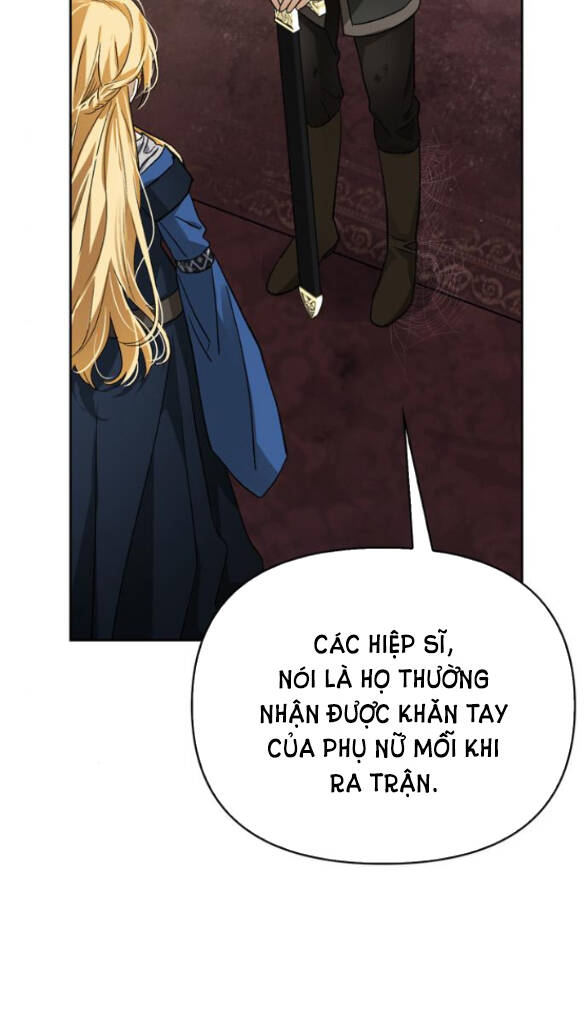 CÁC HIỆP SĨ,
NÓI LÀ HỌ THƯỜNG
NHẬN ĐƯỢC KHĂN TAY
CỦA PHỤ NỮ MỖI KHI
RA TRẬN.